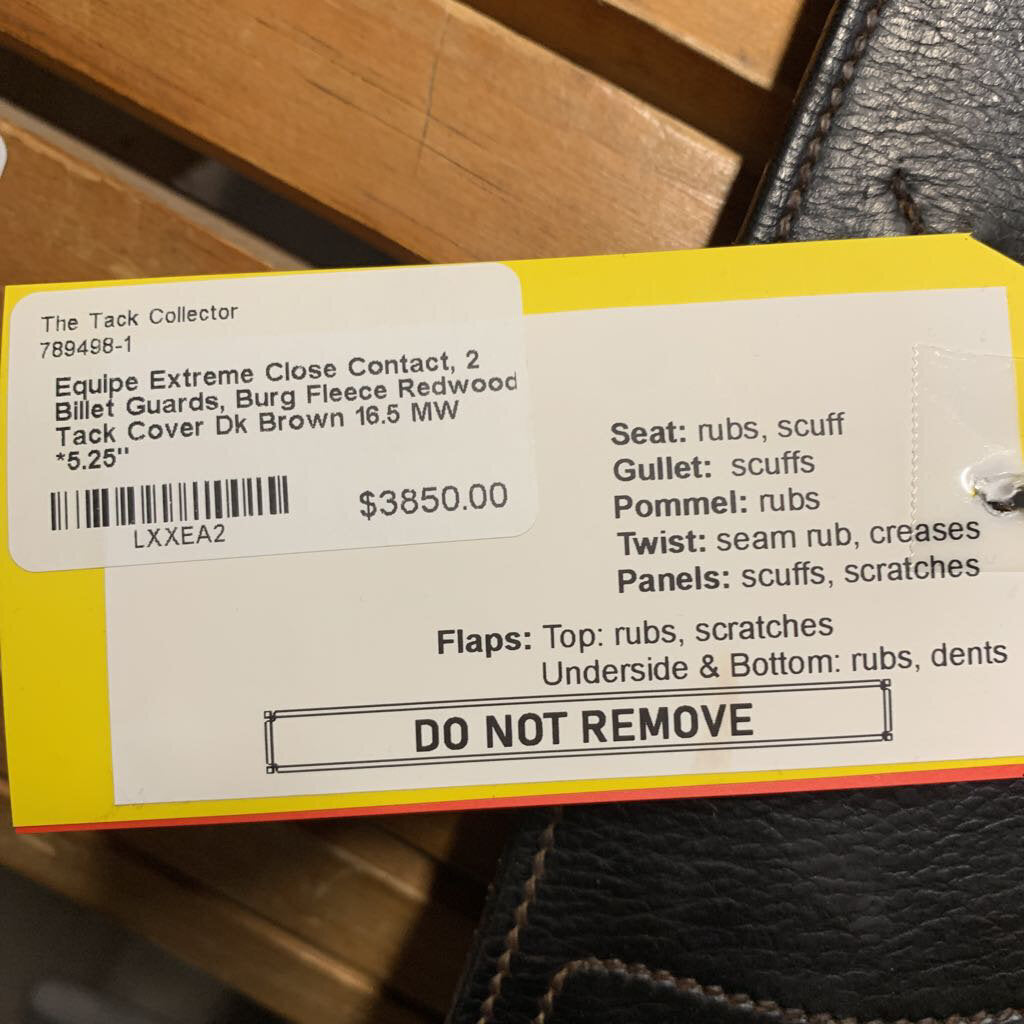 The Tack Collector
789498-1
Equipe Extreme Close Contact, 2
Billet Guards, Burg Fleece Redwood
Tack Cover Dk Brown 16.5 MW
*5.25"
$3850.00
LXXEA2
Seat: rubs, scuff
Gullet: scuffs
Pommel: rubs
Twist: seam rub, creases
Panels: scuffs, scratches
Flaps: Top: rubs, scratches
Underside & Bottom: rubs, dents
DO NOT REMOVE